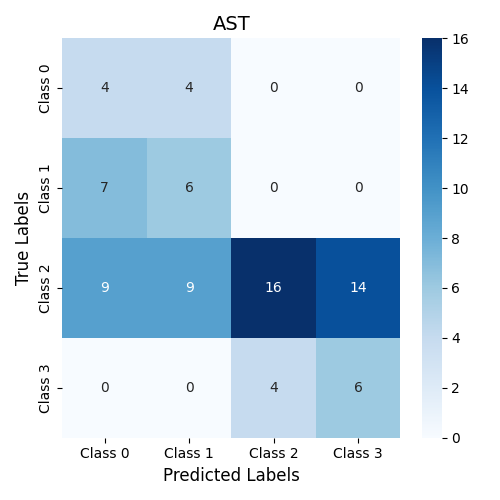 AST
Class 0
4 4 0 0
Class 1
7 6 0 0
Class 2
9 9 16 14
Class 3
0 0 4 6
True Labels
Class 0 Class 1 Class 2 Class 3
Predicted Labels
16
14
12
10
8
6
4
2
0